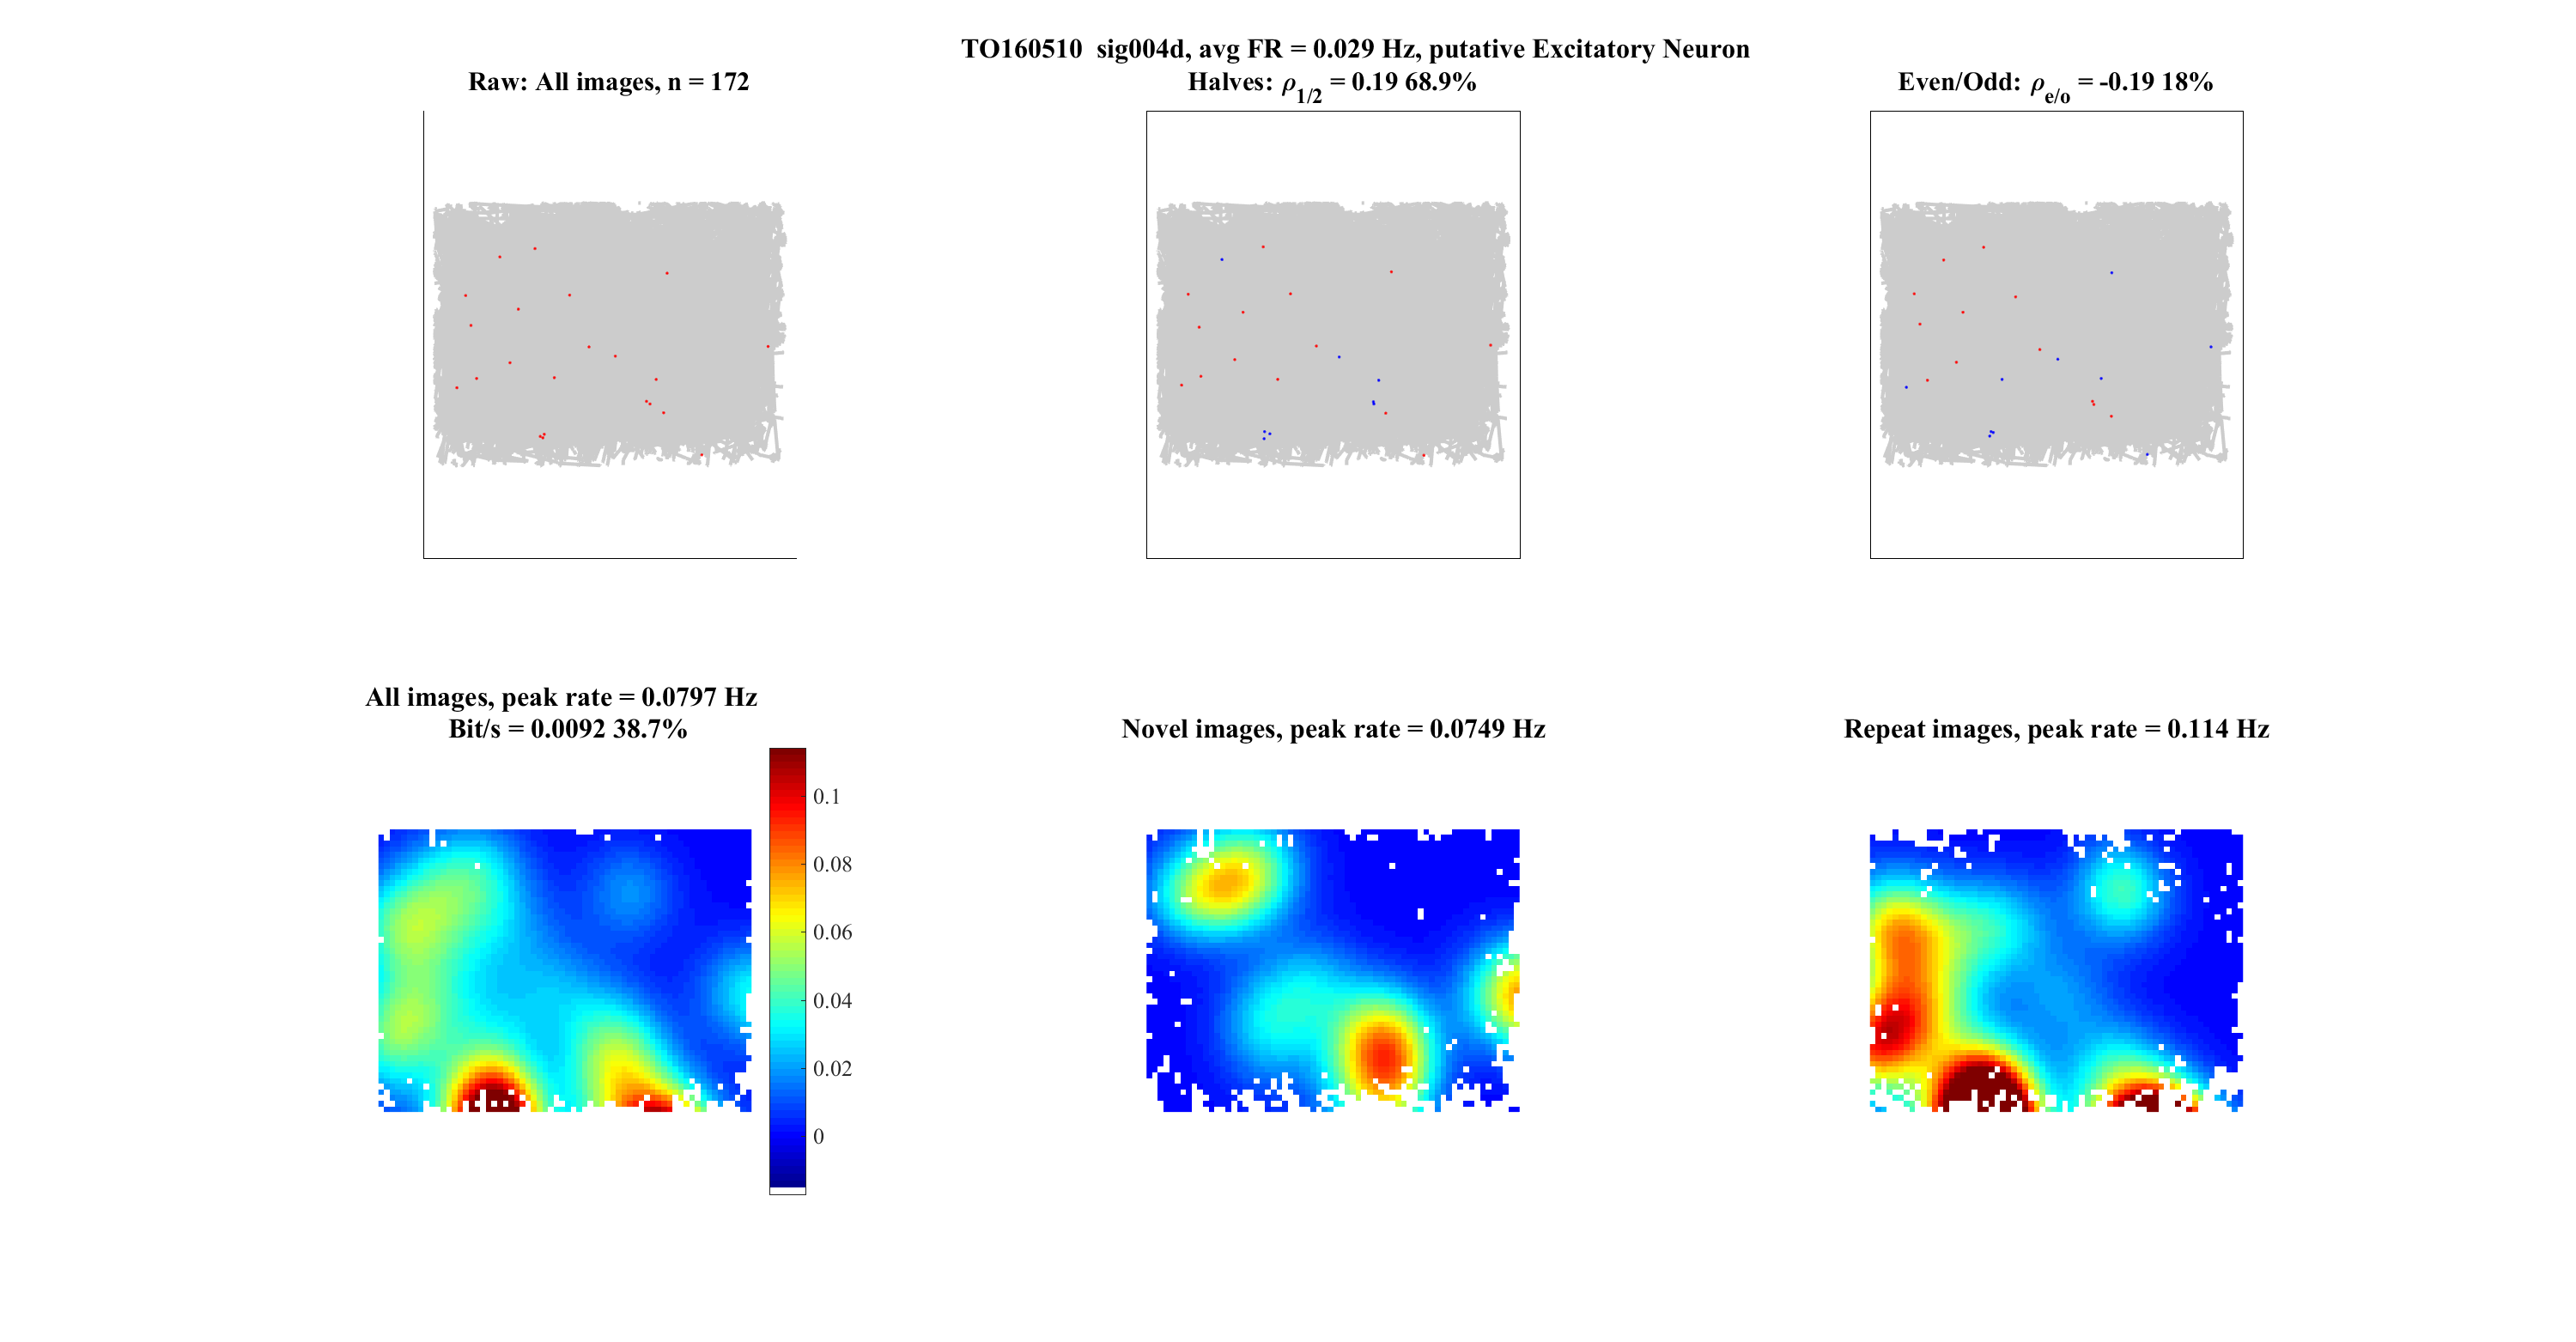 TO160510 sig004d, avg FR = 0.029 Hz, putative Excitatory Neuron
Raw: All images, n = 172
Halves: ρ1/2 = 0.19 68.9%
Even/Odd: ρe/o = -0.19 18%
All images, peak rate = 0.0797 Hz
Bit/s = 0.0092 38.7%
0.1
0.08
0.06
0.04
0.02
0
Novel images, peak rate = 0.0749 Hz
Repeat images, peak rate = 0.114 Hz